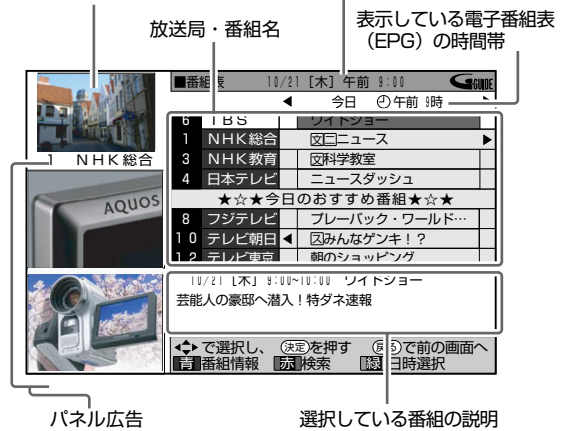 放送局・番組名
表示している電子番組表
（EPG）の時間帯
■番組表 10/21 [木] 午前 9:00 GGUIDE
◀ 今日 午前 9時 ▶
6 TBS ワイドショー
1 NHK総合 ニュース ▶
3 NHK教育 科学教室
4 日本テレビ ニュースダッシュ
★☆★今日のおすすめ番組★☆★
8 フジテレビ プレーバック・ワールド…
10 テレビ朝日 ◀ みんなゲンキ！？
12 テレビ東京 朝のショッピング
1 NHK総合
AQUOS
10/21 [木] 9:00~10:00 ワイドショー
芸能人の豪邸へ潜入！特ダネ速報
で選択し、 決定を押す 戻るで前の画面へ
青 番組情報 赤 検索 緑 日時選択
パネル広告
選択している番組の説明